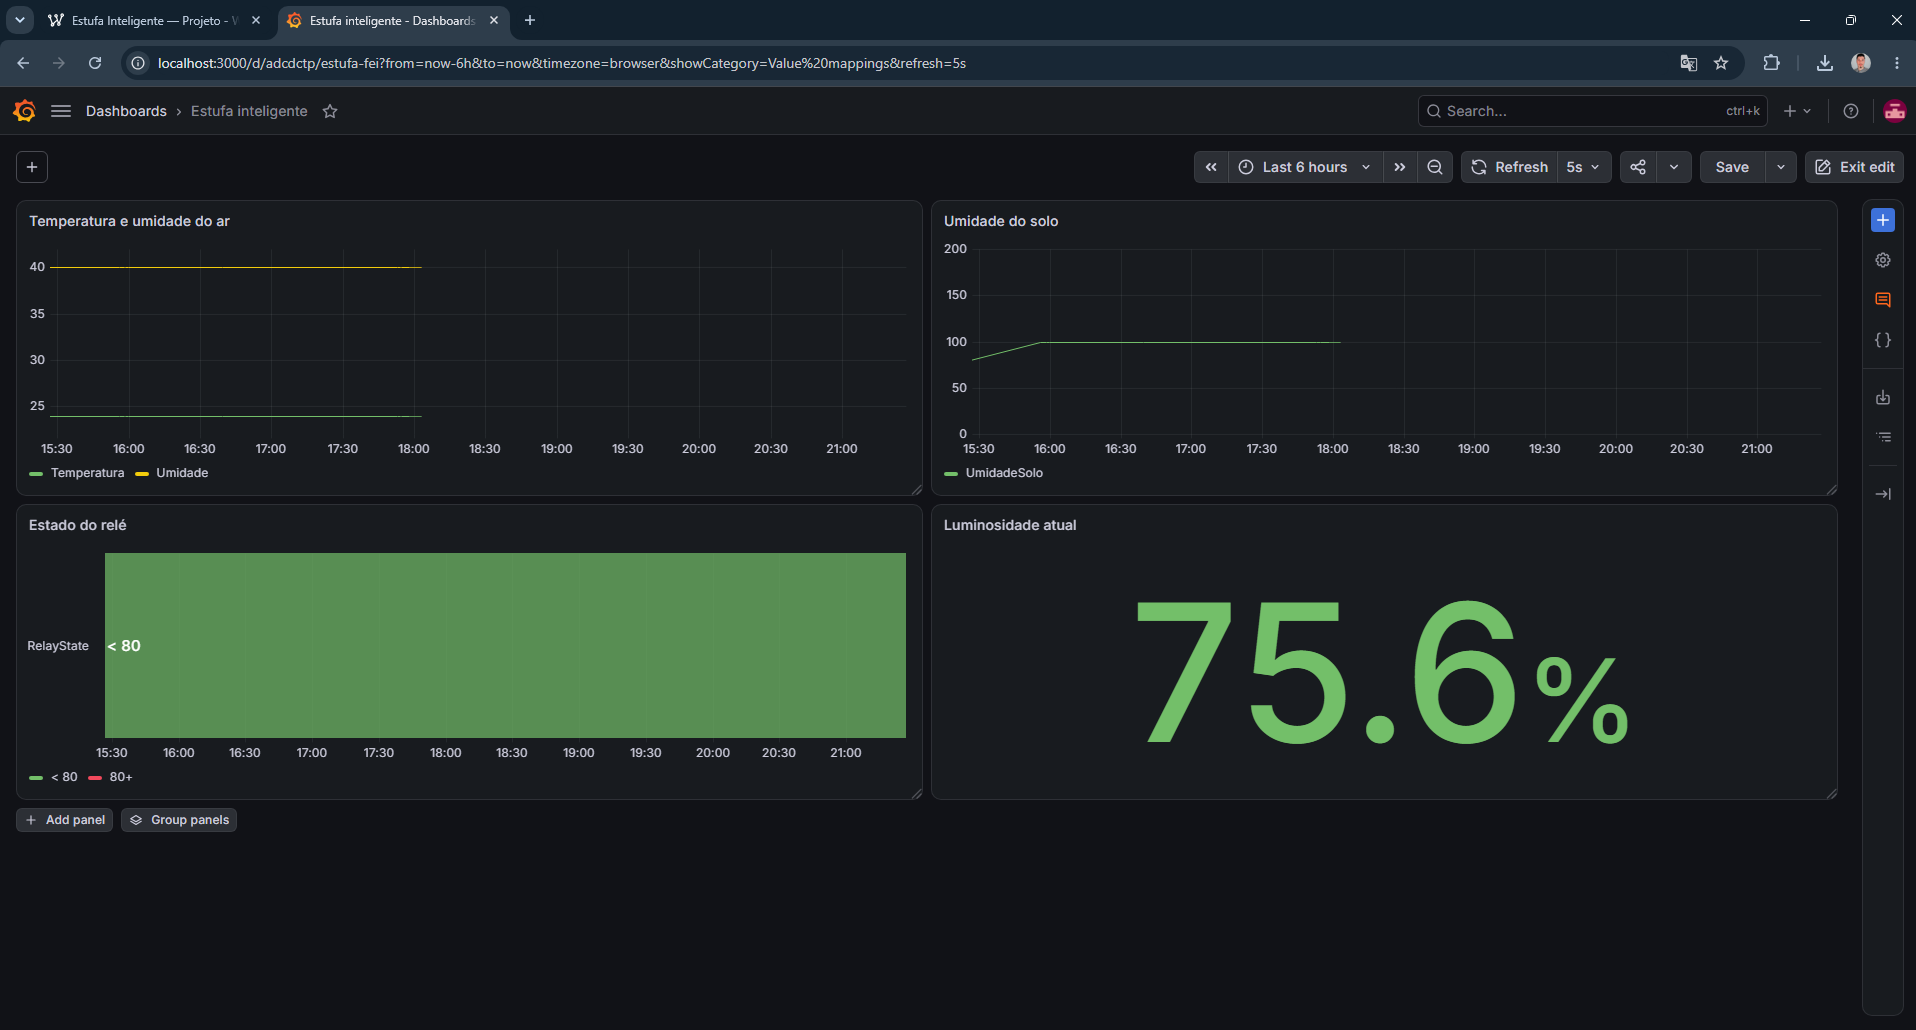 Estufa Inteligente — Projeto - W
Estufa inteligente - Dashboards
localhost:3000/d/adcdctp/estufa-fei?from=now-6h&to=now&timezone=browser&showCategory=Value%20mappings&refresh=5s
Dashboards › Estufa inteligente
Search... ctrl+k
Last 6 hours
Refresh 5s
Save
Exit edit
Temperatura e umidade do ar
40
35
30
25
15:30 16:00 16:30 17:00 17:30 18:00 18:30 19:00 19:30 20:00 20:30 21:00
Temperatura Umidade
Umidade do solo
200
150
100
50
0
15:30 16:00 16:30 17:00 17:30 18:00 18:30 19:00 19:30 20:00 20:30 21:00
UmidadeSolo
Estado do relé
RelayState < 80
15:30 16:00 16:30 17:00 17:30 18:00 18:30 19:00 19:30 20:00 20:30 21:00
< 80 80+
Luminosidade atual
75.6%
Add panel Group panels